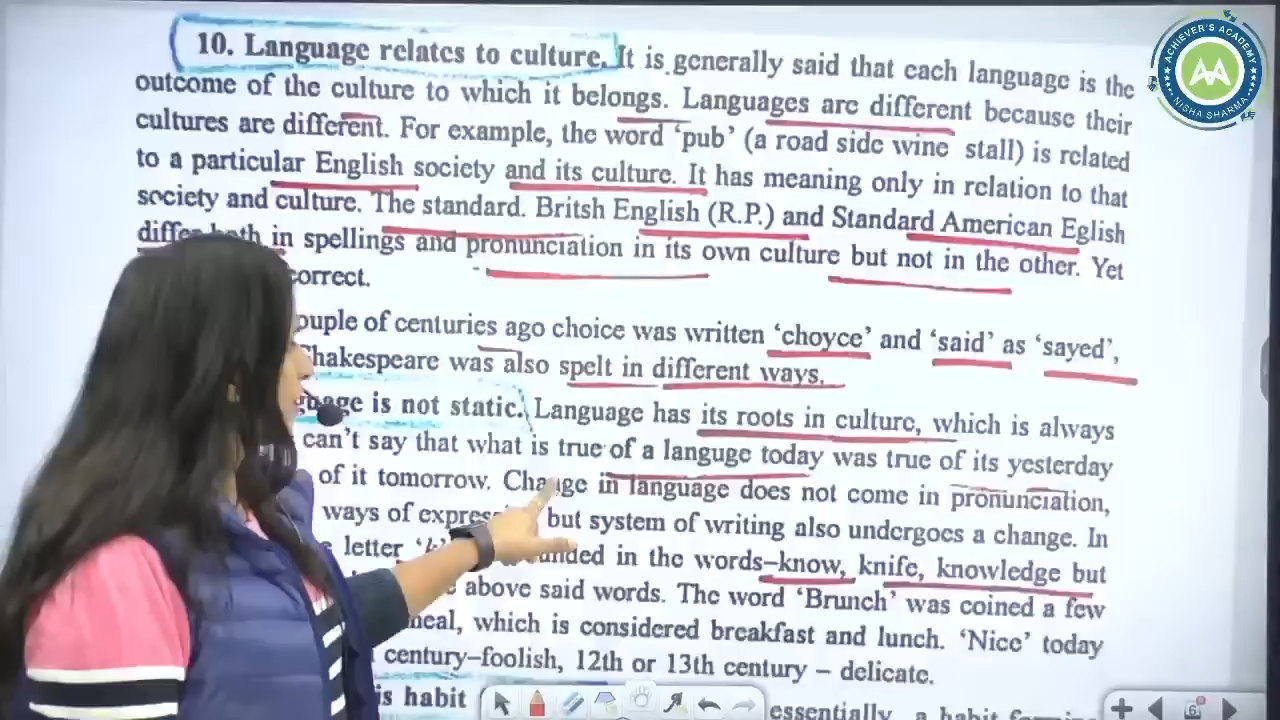 10. Language relates to culture. It is generally said that each language is the
outcome of the culture to which it belongs. Languages are different because their
cultures are different. For example, the word ‘pub’ (a road side wine stall) is related
to a particular English society and its culture. It has meaning only in relation to that
society and culture. The standard. Britsh English (R.P.) and Standard American Eglish
in spellings and pronunciation in its own culture but not in the other. Yet
correct.
ouple of centuries ago choice was written ‘choyce’ and ‘said’ as ‘sayed’,
Shakespeare was also spelt in different ways.
guage is not static. Language has its roots in culture, which is always
can't say that what is true of a languge today was true of its yesterday
of it tomorrow. Change in language does not come in pronunciation,
ways of but system of writing also undergoes a change. In
letter in the words–know, knife, knowledge but
above said words. The word ‘Brunch’ was coined a few
meal, which is considered breakfast and lunch. ‘Nice’ today
century–foolish, 12th or 13th century – delicate.
is habit essentially a habit
ACHIEVER'S ACADEMY
NISHA SHARMA
6